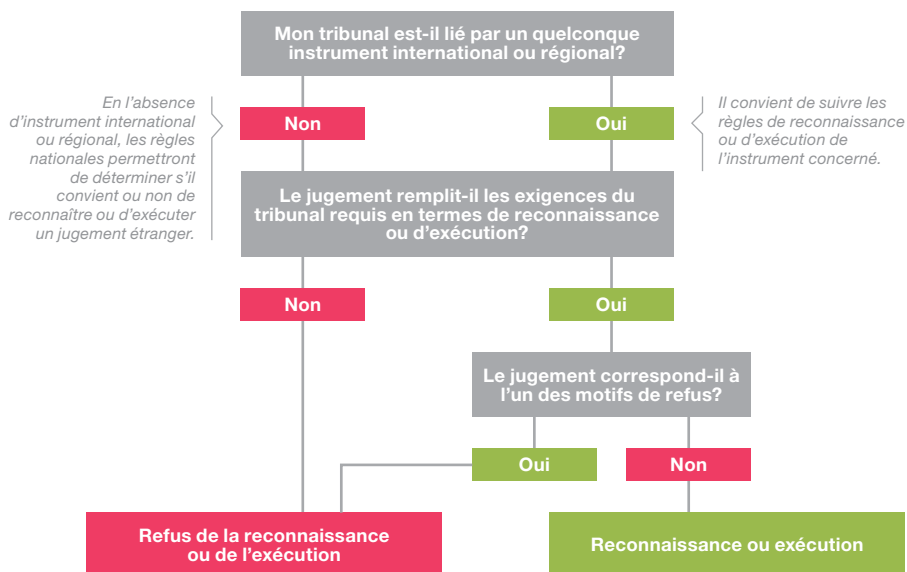 Mon tribunal est-il lié par un quelconque
instrument international ou régional?
En l’absence
d’instrument international
ou régional, les règles
nationales permettront
de déterminer s’il
convient ou non de
reconnaître ou d’exécuter
un jugement étranger.
Non
Oui
Il convient de suivre les
règles de reconnaissance
ou d’exécution de
l’instrument concerné.
Le jugement remplit-il les exigences du
tribunal requis en termes de reconnaissance
ou d’exécution?
Non
Oui
Le jugement correspond-il à
l’un des motifs de refus?
Oui
Non
Refus de la reconnaissance
ou de l’exécution
Reconnaissance ou exécution